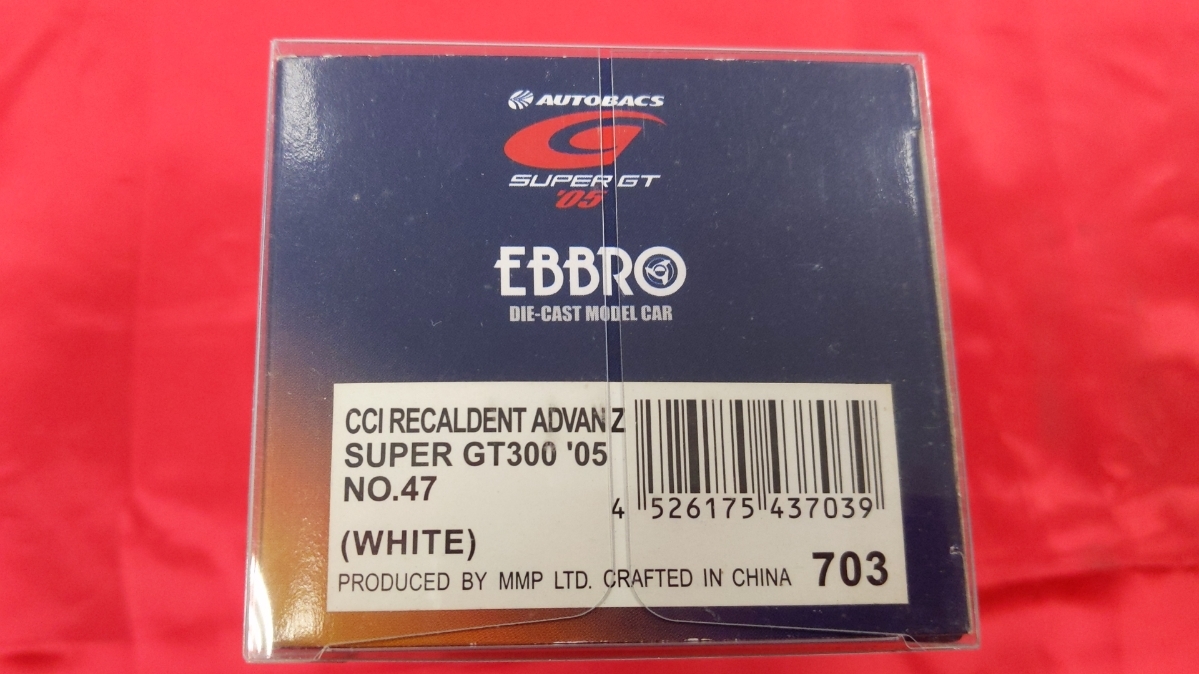 AUTOBACS
SUPER GT
'05
EBBRO
DIE-CAST MODEL CAR
CCI RECALDENT ADVAN Z
SUPER GT300 '05
NO.47
4 526175 437039
(WHITE)
PRODUCED BY MMP LTD. CRAFTED IN CHINA 703